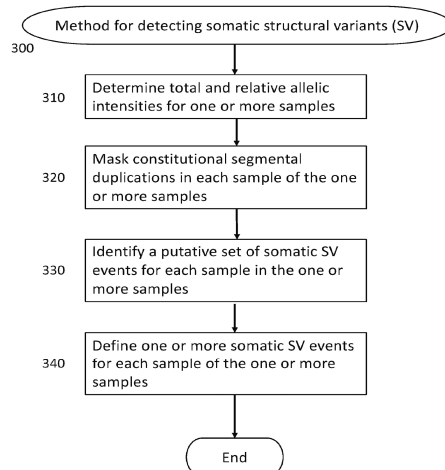 Method for detecting somatic structural variants (SV)
300
310
Determine total and relative allelic
intensities for one or more samples
320
Mask constitutional segmental
duplications in each sample of the one
or more samples
330
Identify a putative set of somatic SV
events for each sample in the one or
more samples
340
Define one or more somatic SV events
for each sample of the one or more
samples
End